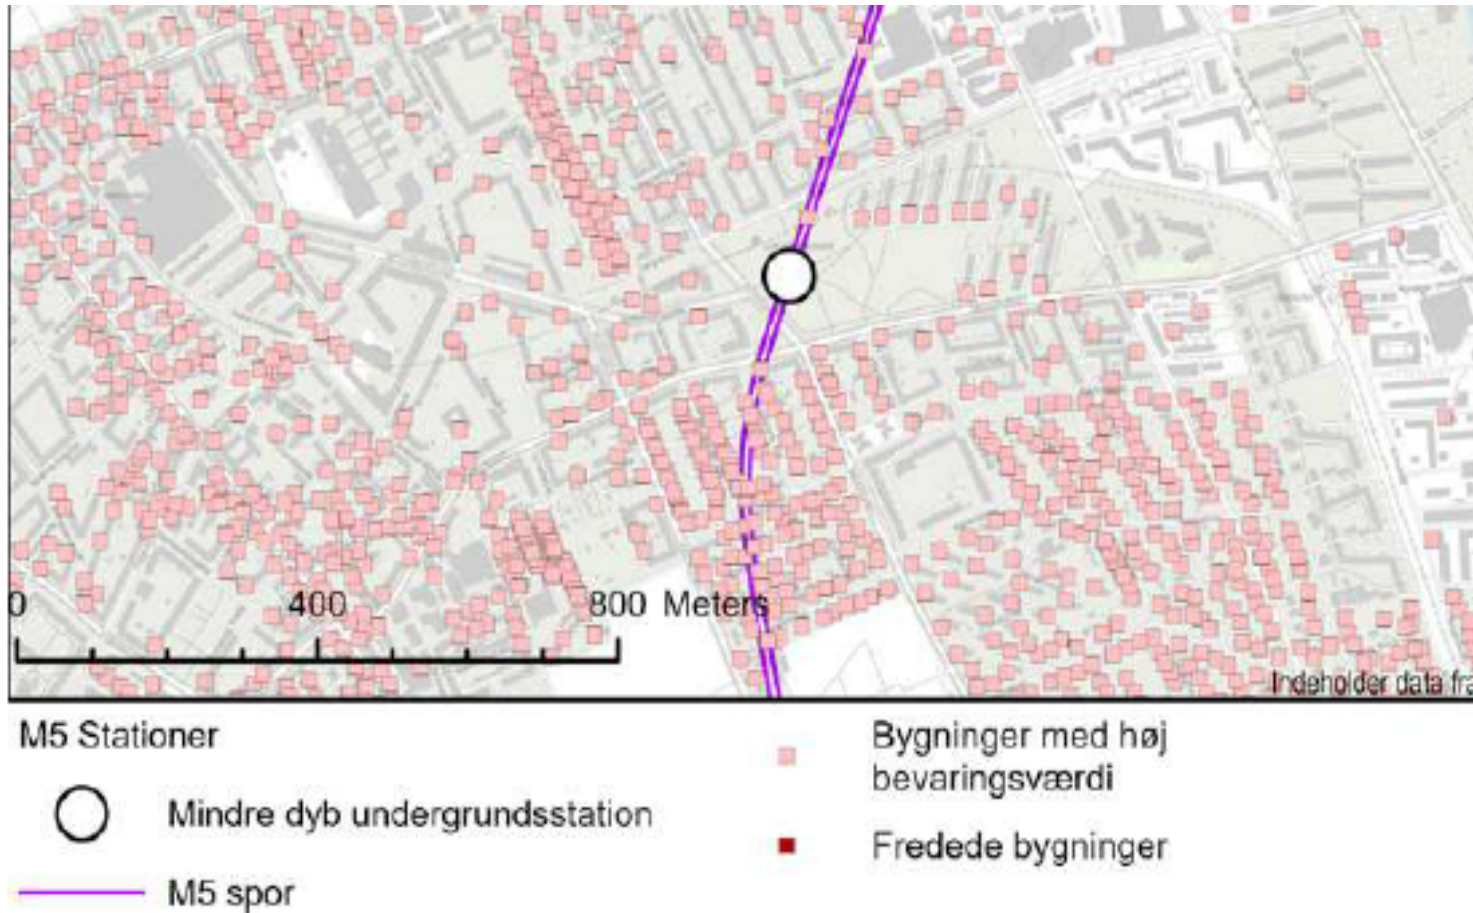 0 400 800 Meters
Indeholder data fra
M5 Stationer
Mindre dyb undergrundsstation
M5 spor
Bygninger med høj
bevaringsværdi
Fredede bygninger